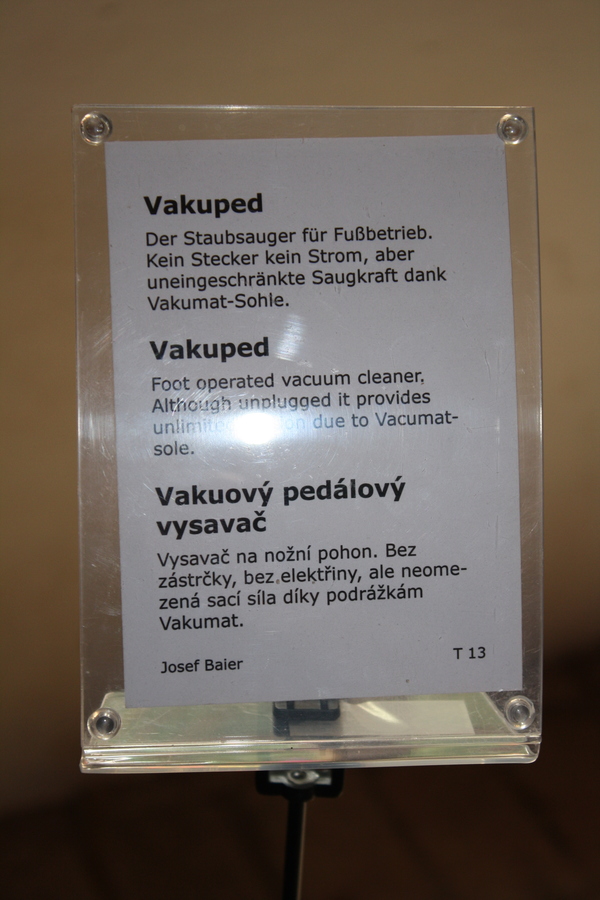 Vakuped
Der Staubsauger für Fußbetrieb.
Kein Stecker kein Strom, aber
uneingeschränkte Saugkraft dank
Vakumat-Sohle.
Vakuped
Foot operated vacuum cleaner.
Although unplugged it provides
unlimited due to Vacumat-
sole.
Vakuový pedálový
vysavač
Vysavač na nožní pohon. Bez
zástrčky, bez elektřiny, ale neome-
zená sací síla díky podrážkám
Vakumat.
Josef Baier
T 13